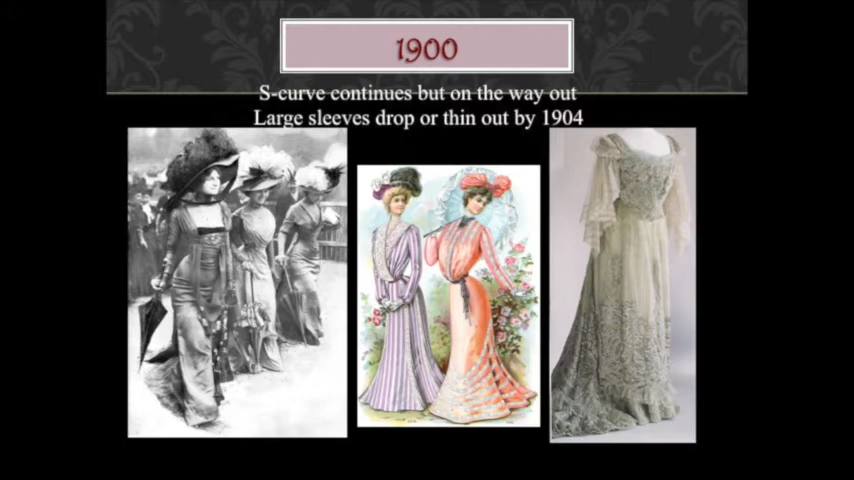 1900
S-curve continues but on the way out
Large sleeves drop or thin out by 1904